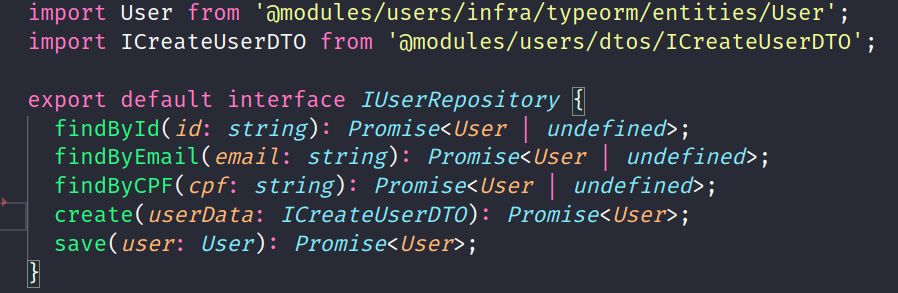 import User from '@modules/users/infra/typeorm/entities/User';
import ICreateUserDTO from '@modules/users/dtos/ICreateUserDTO';
export default interface IUserRepository {
findById(id: string): Promise<User | undefined>;
findByEmail(email: string): Promise<User | undefined>;
findByCPF(cpf: string): Promise<User | undefined>;
create(userData: ICreateUserDTO): Promise<User>;
save(user: User): Promise<User>;
}